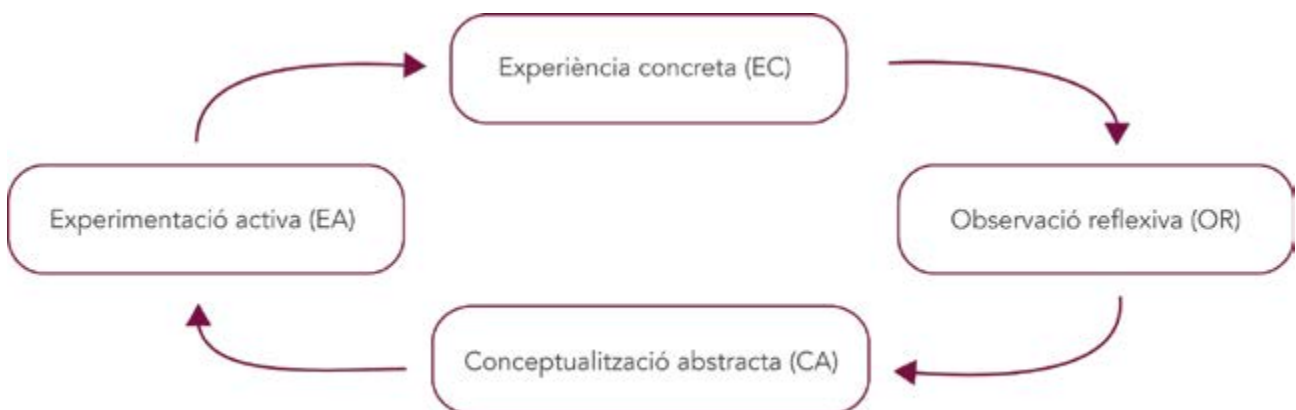 Experiència concreta (EC)
Experimentació activa (EA)
Observació reflexiva (OR)
Conceptualització abstracta (CA)